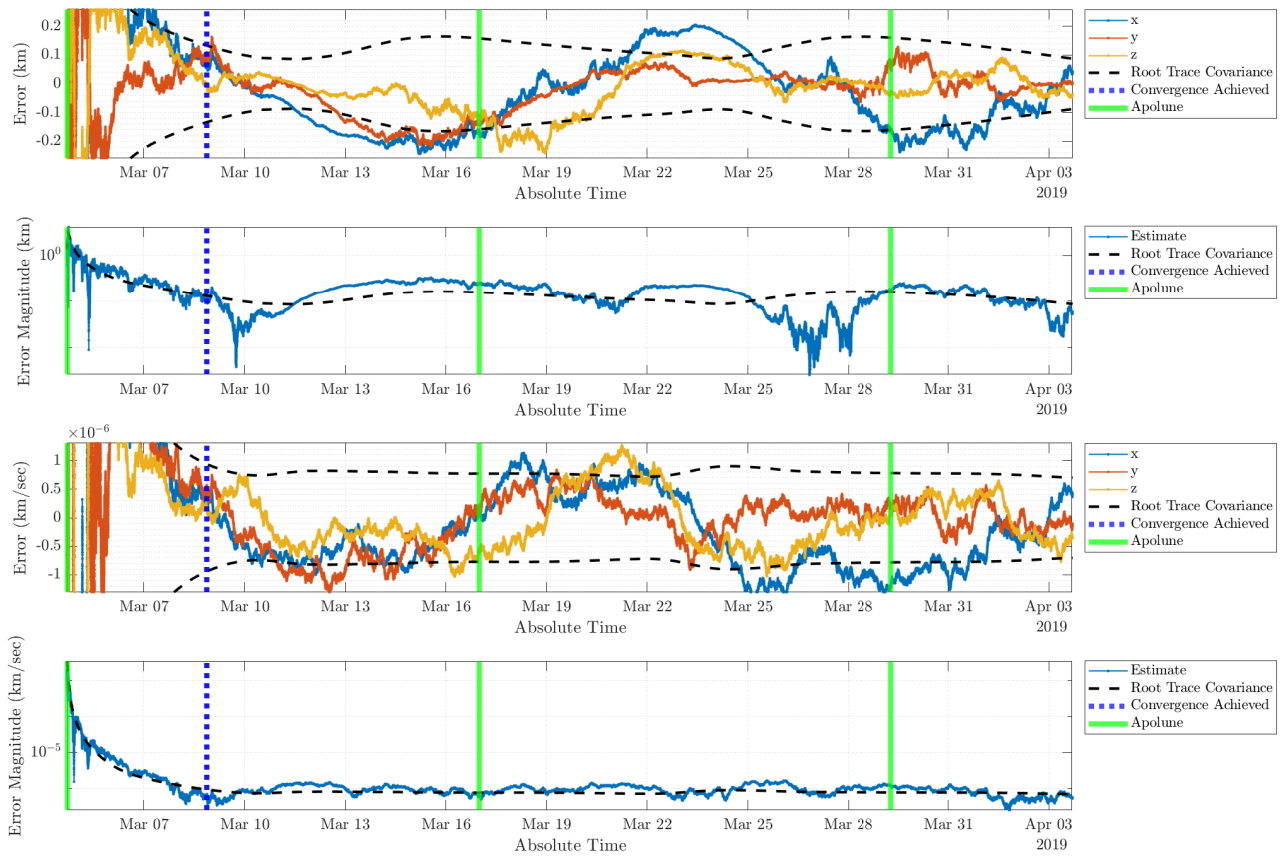 0.2
0.1
0
-0.1
-0.2
Error (km)
Mar 07 Mar 10 Mar 13 Mar 16 Mar 19 Mar 22 Mar 25 Mar 28 Mar 31 Apr 03
2019
Absolute Time
x
y
z
Root Trace Covariance
Convergence Achieved
Apolune
10^0
Error Magnitude (km)
Mar 07 Mar 10 Mar 13 Mar 16 Mar 19 Mar 22 Mar 25 Mar 28 Mar 31 Apr 03
2019
Absolute Time
Estimate
Root Trace Covariance
Convergence Achieved
Apolune
×10^-6
1
0.5
0
-0.5
-1
Error (km/sec)
Mar 07 Mar 10 Mar 13 Mar 16 Mar 19 Mar 22 Mar 25 Mar 28 Mar 31 Apr 03
2019
Absolute Time
x
y
z
Root Trace Covariance
Convergence Achieved
Apolune
10^-5
Error Magnitude (km/sec)
Mar 07 Mar 10 Mar 13 Mar 16 Mar 19 Mar 22 Mar 25 Mar 28 Mar 31 Apr 03
2019
Absolute Time
Estimate
Root Trace Covariance
Convergence Achieved
Apolune